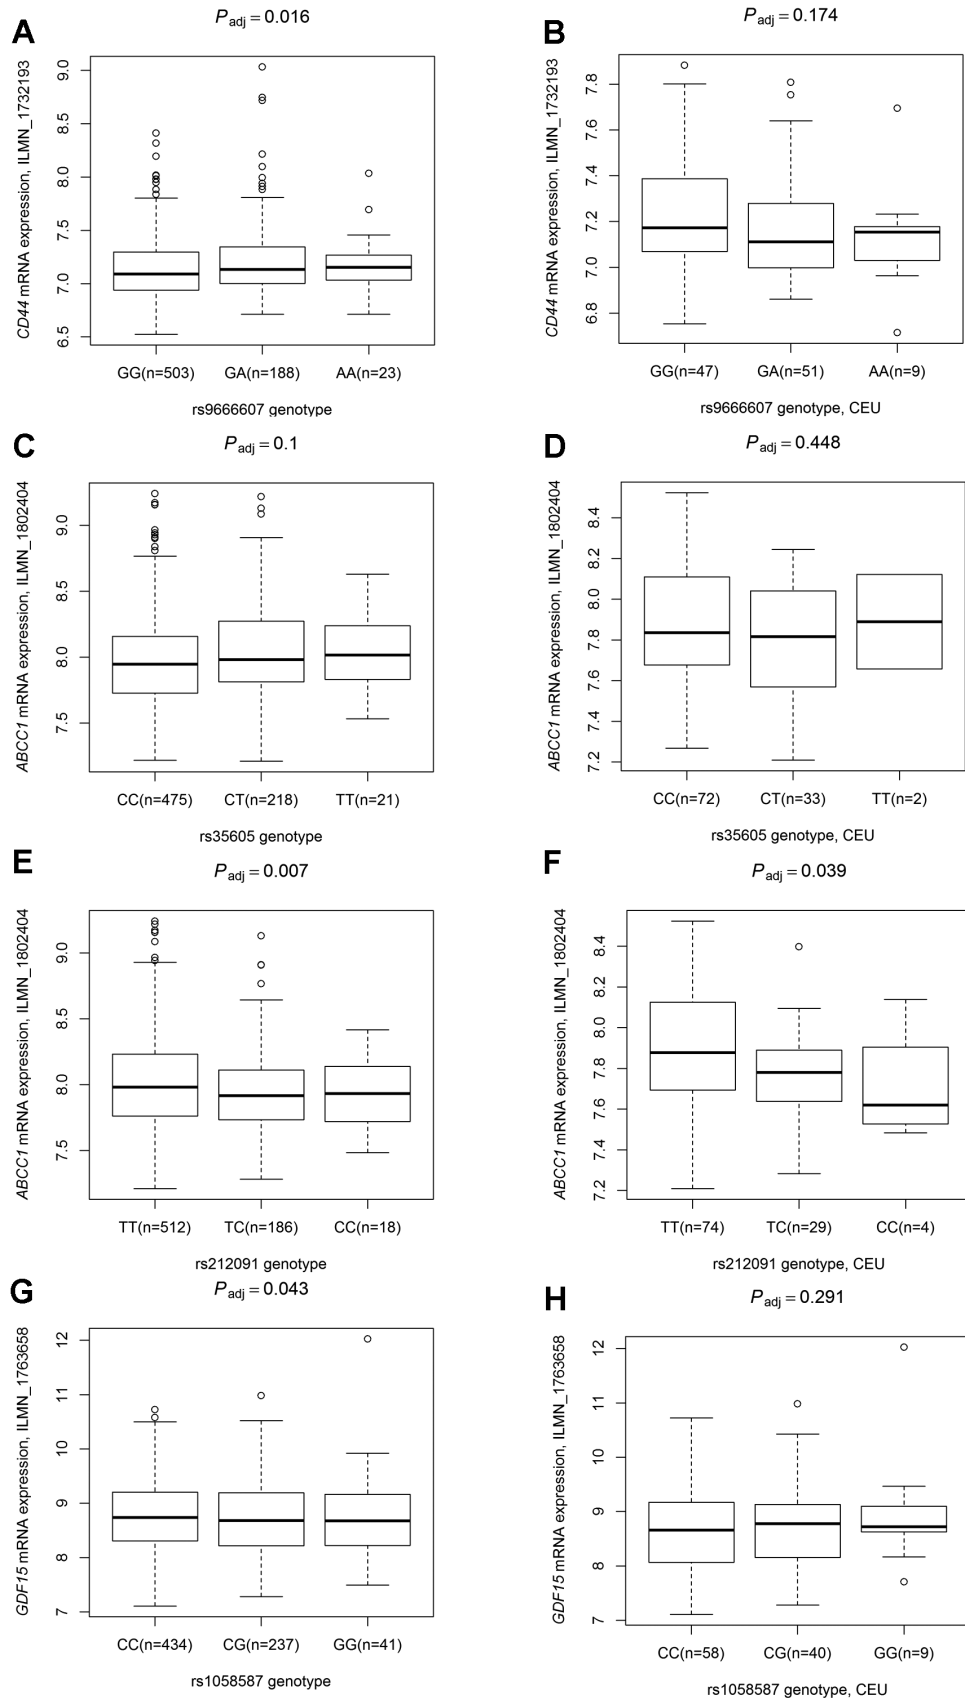 A
P_adj = 0.016
CD44 mRNA expression, ILMN_1732193
9.0
8.5
8.0
7.5
7.0
6.5
GG(n=503) GA(n=188) AA(n=23)
rs9666607 genotype
B
P_adj = 0.174
CD44 mRNA expression, ILMN_1732193
7.8
7.6
7.4
7.2
7.0
6.8
GG(n=47) GA(n=51) AA(n=9)
rs9666607 genotype, CEU
C
P_adj = 0.1
ABCC1 mRNA expression, ILMN_1802404
9.0
8.5
8.0
7.5
CC(n=475) CT(n=218) TT(n=21)
rs35605 genotype
D
P_adj = 0.448
ABCC1 mRNA expression, ILMN_1802404
8.4
8.2
8.0
7.8
7.6
7.4
7.2
CC(n=72) CT(n=33) TT(n=2)
rs35605 genotype, CEU
E
P_adj = 0.007
ABCC1 mRNA expression, ILMN_1802404
9.0
8.5
8.0
7.5
TT(n=512) TC(n=186) CC(n=18)
rs212091 genotype
F
P_adj = 0.039
ABCC1 mRNA expression, ILMN_1802404
8.4
8.2
8.0
7.8
7.6
7.4
7.2
TT(n=74) TC(n=29) CC(n=4)
rs212091 genotype, CEU
G
P_adj = 0.043
GDF15 mRNA expression, ILMN_1763658
12
11
10
9
8
7
CC(n=434) CG(n=237) GG(n=41)
rs1058587 genotype
H
P_adj = 0.291
GDF15 mRNA expression, ILMN_1763658
12
11
10
9
8
7
CC(n=58) CG(n=40) GG(n=9)
rs1058587 genotype, CEU